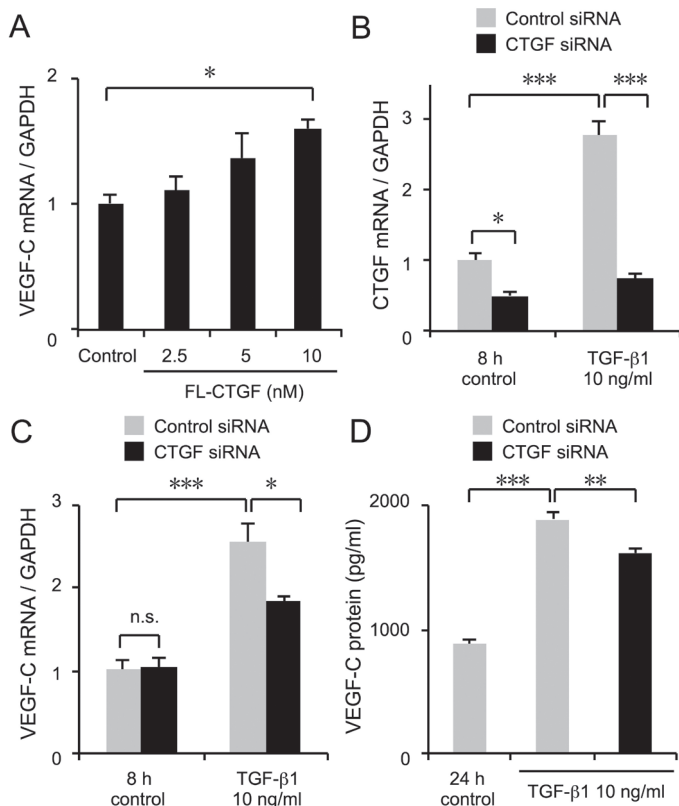 A
VEGF-C mRNA / GAPDH
2
1
0
*
Control
2.5
5
10
FL-CTGF (nM)
B
Control siRNA
CTGF siRNA
CTGF mRNA / GAPDH
3
2
1
0
***
***
*
8 h
control
TGF-β1
10 ng/ml
C
Control siRNA
CTGF siRNA
VEGF-C mRNA / GAPDH
3
2
1
0
***
*
n.s.
8 h
control
TGF-β1
10 ng/ml
D
Control siRNA
CTGF siRNA
VEGF-C protein (pg/ml)
2000
1000
0
***
**
24 h
control
TGF-β1 10 ng/ml